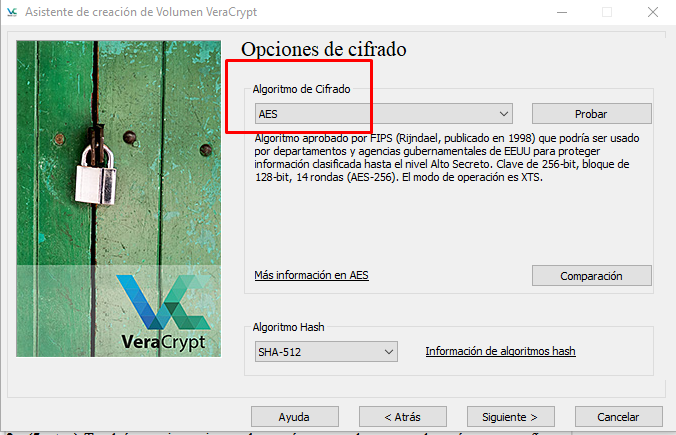 Asistente de creación de Volumen VeraCrypt
Opciones de cifrado
Algoritmo de Cifrado
AES
Probar
Algoritmo aprobado por FIPS (Rijndael, publicado en 1998) que podría ser usado
por departamentos y agencias gubernamentales de EEUU para proteger
información clasificada hasta el nivel Alto Secreto. Clave de 256-bit, bloque de
128-bit, 14 rondas (AES-256). El modo de operación es XTS.
Más información en AES
Comparación
VeraCrypt
Algoritmo Hash
SHA-512
Información de algoritmos hash
Ayuda
< Atrás
Siguiente >
Cancelar